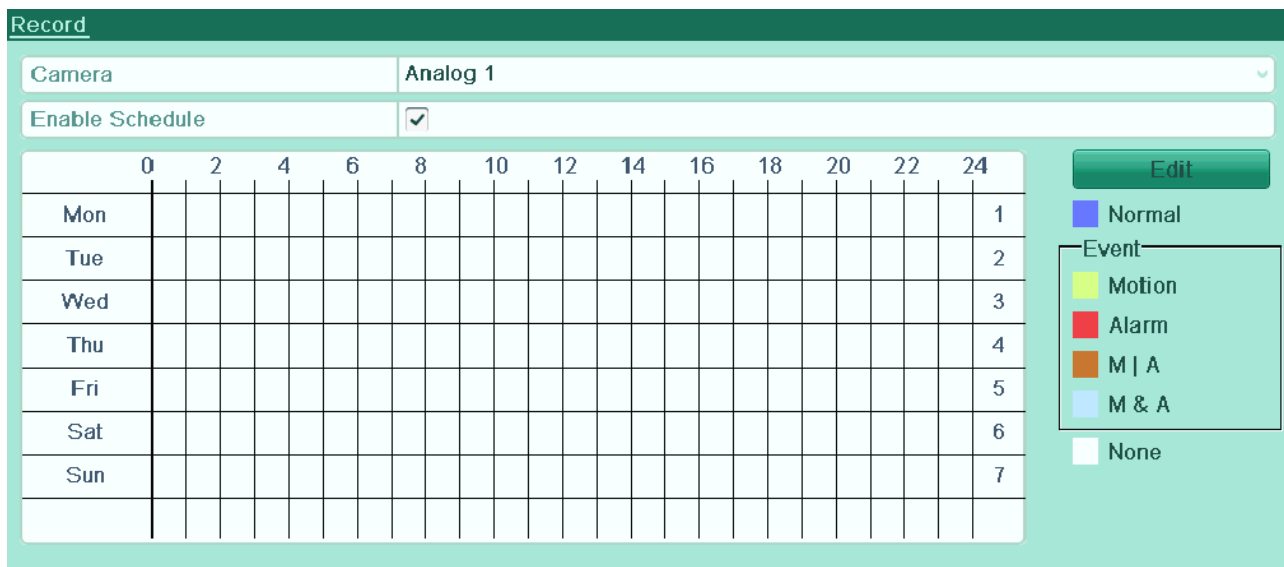 Record
Camera Analog 1
Enable Schedule
0 2 4 6 8 10 12 14 16 18 20 22 24
Mon 1
Tue 2
Wed 3
Thu 4
Fri 5
Sat 6
Sun 7
Edit
Normal
Event
Motion
Alarm
M | A
M & A
None